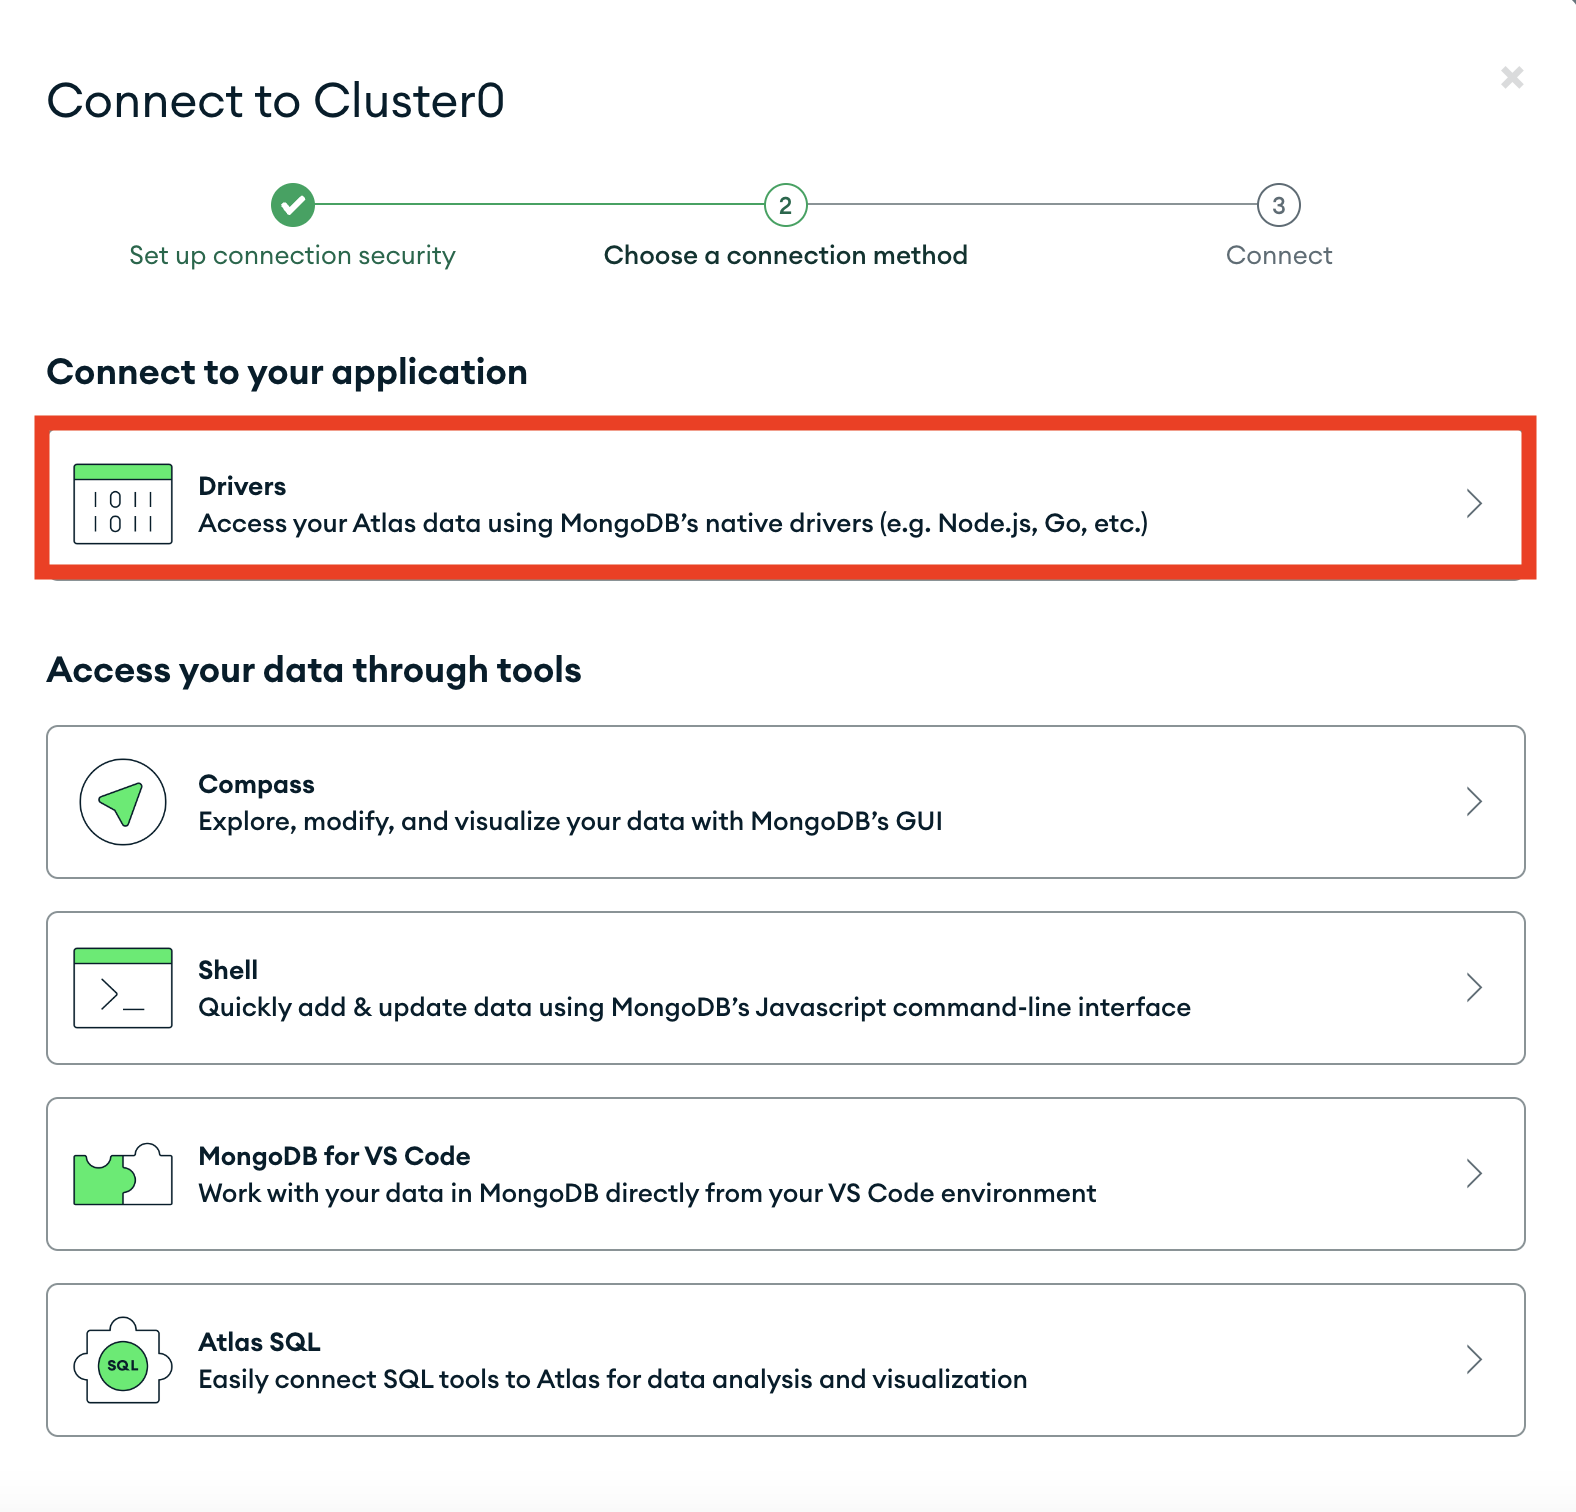 Connect to Cluster0
2
3
Set up connection security
Choose a connection method
Connect
Connect to your application
1011
1011
Drivers
Access your Atlas data using MongoDB’s native drivers (e.g. Node.js, Go, etc.)
Access your data through tools
Compass
Explore, modify, and visualize your data with MongoDB’s GUI
>_
Shell
Quickly add & update data using MongoDB’s Javascript command-line interface
MongoDB for VS Code
Work with your data in MongoDB directly from your VS Code environment
SQL
Atlas SQL
Easily connect SQL tools to Atlas for data analysis and visualization